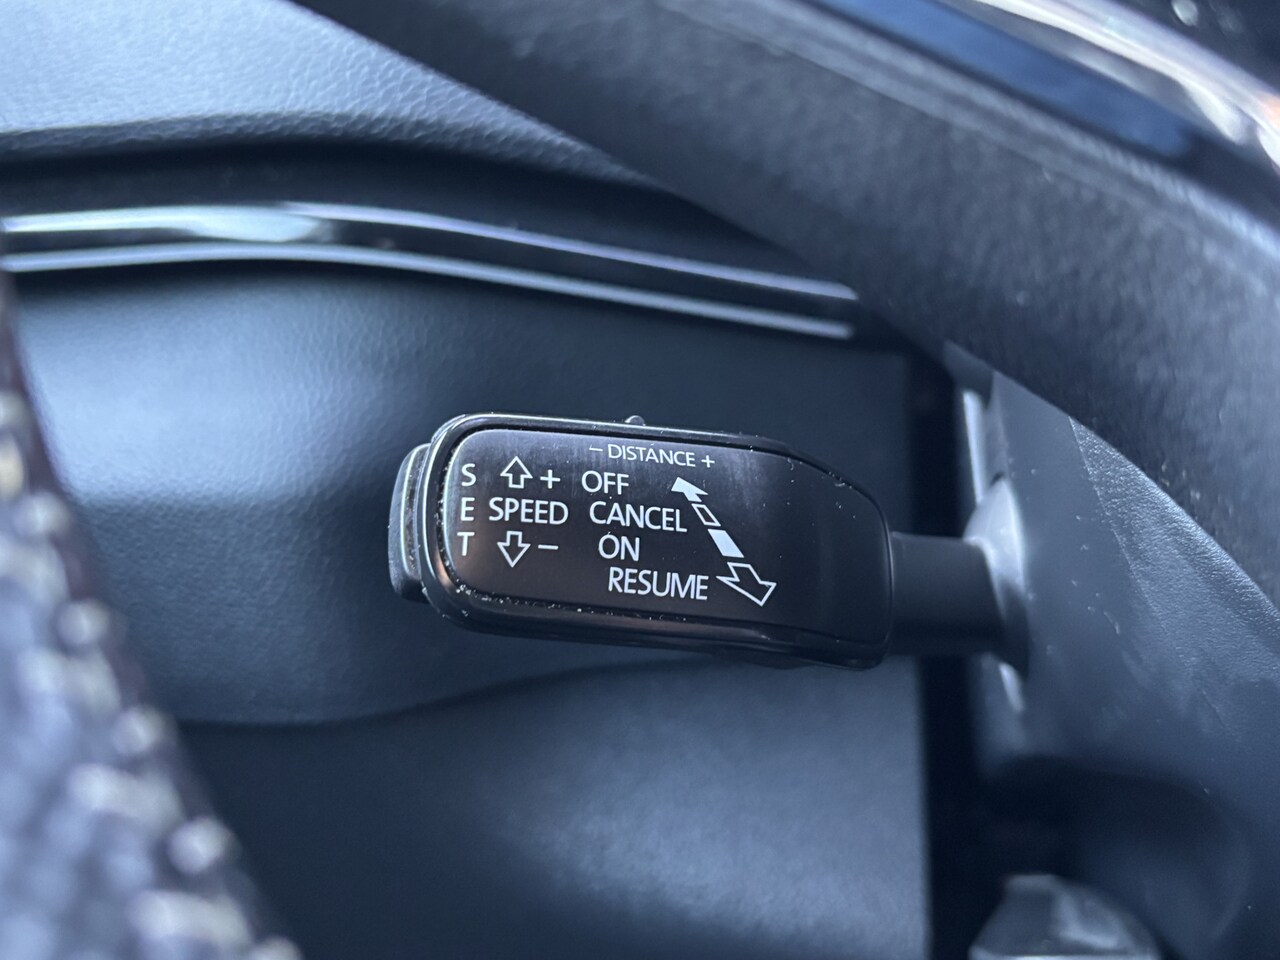 − DISTANCE +
S + OFF
E SPEED CANCEL
T − ON
RESUME